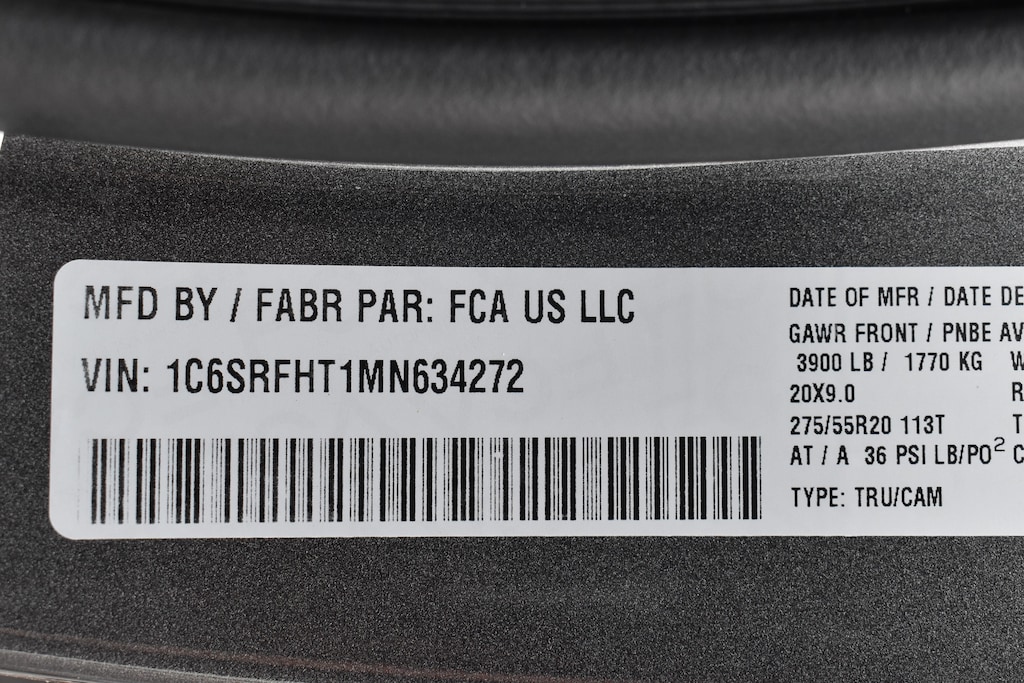 MFD BY / FABR PAR: FCA US LLC
VIN: 1C6SRFHT1MN634272
DATE OF MFR / DATE DE
GAWR FRONT / PNBE AV
3900 LB / 1770 KG
20X9.0 R
275/55R20 113T T
AT / A 36 PSI LB/PO² C
TYPE: TRU/CAM